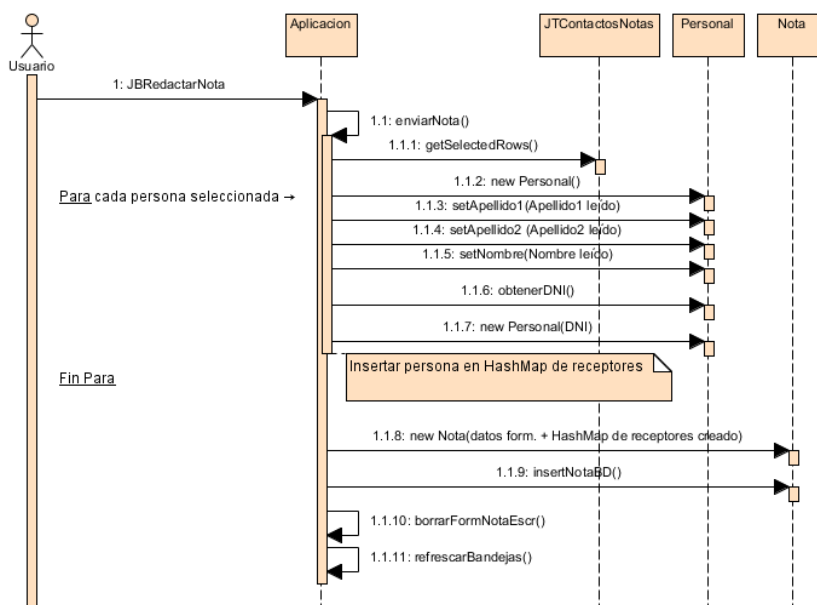 Aplicacion
JTContactosNotas
Personal
Nota
Usuario
1: JBRedactarNota
1.1: enviarNota()
1.1.1: getSelectedRows()
1.1.2: new Personal()
Para cada persona seleccionada →
1.1.3: setApellido1(Apellido1 leído)
1.1.4: setApellido2 (Apellido2 leído)
1.1.5: setNombre(Nombre leído)
1.1.6: obtenerDNI()
1.1.7: new Personal(DNI)
Insertar persona en HashMap de receptores
Fin Para
1.1.8: new Nota(datos form. + HashMap de receptores creado)
1.1.9: insertNotaBD()
1.1.10: borrarFormNotaEscr()
1.1.11: refrescarBandejas()